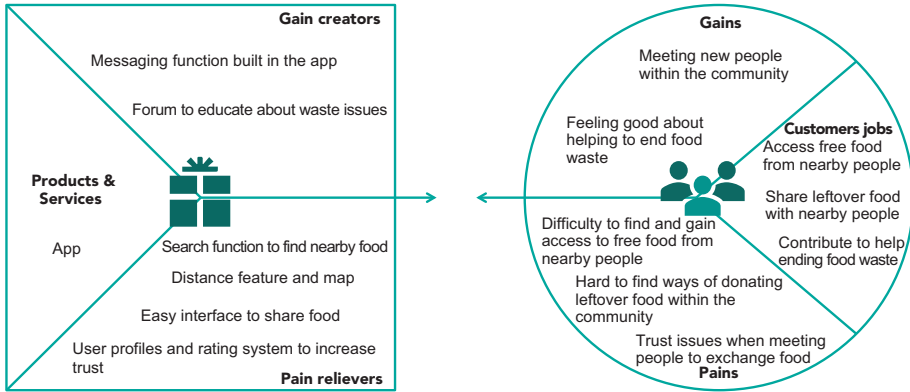 Gain creators
Messaging function built in the app
Forum to educate about waste issues
Products &
Services
App
Search function to find nearby food
Distance feature and map
Easy interface to share food
User profiles and rating system to increase
trust
Pain relievers
Gains
Meeting new people
within the community
Feeling good about
helping to end food
waste
Customers jobs
Access free food
from nearby people
Share leftover food
with nearby people
Contribute to help
ending food waste
Difficulty to find and gain
access to free food from
nearby people
Hard to find ways of donating
leftover food within the
community
Trust issues when meeting
people to exchange food
Pains